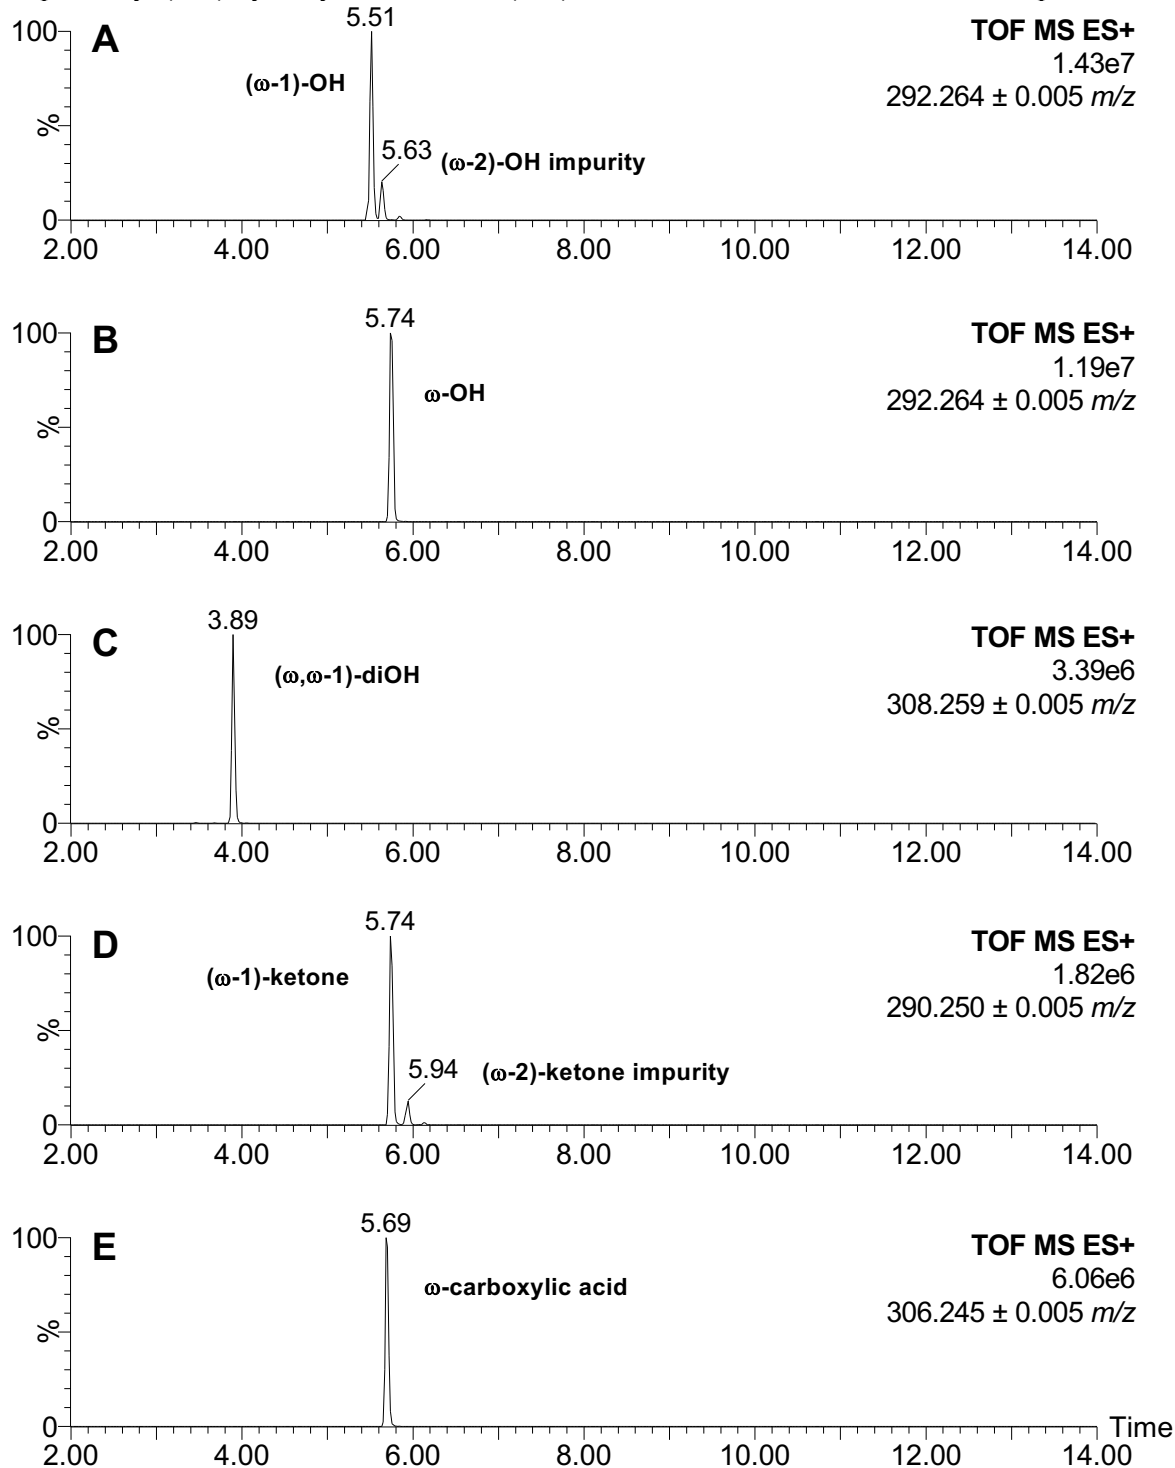 5.51
100
A
TOF MS ES+
1.43e7
292.264 ± 0.005 m/z
(ω-1)-OH
%
5.63
(ω-2)-OH impurity
0
2.00 4.00 6.00 8.00 10.00 12.00 14.00
5.74
100
B
TOF MS ES+
1.19e7
292.264 ± 0.005 m/z
ω-OH
%
0
2.00 4.00 6.00 8.00 10.00 12.00 14.00
3.89
100
C
TOF MS ES+
3.39e6
308.259 ± 0.005 m/z
(ω,ω-1)-diOH
%
0
2.00 4.00 6.00 8.00 10.00 12.00 14.00
5.74
100
D
TOF MS ES+
1.82e6
290.250 ± 0.005 m/z
(ω-1)-ketone
%
5.94
(ω-2)-ketone impurity
0
2.00 4.00 6.00 8.00 10.00 12.00 14.00
5.69
100
E
TOF MS ES+
6.06e6
306.245 ± 0.005 m/z
ω-carboxylic acid
%
0
Time
2.00 4.00 6.00 8.00 10.00 12.00 14.00